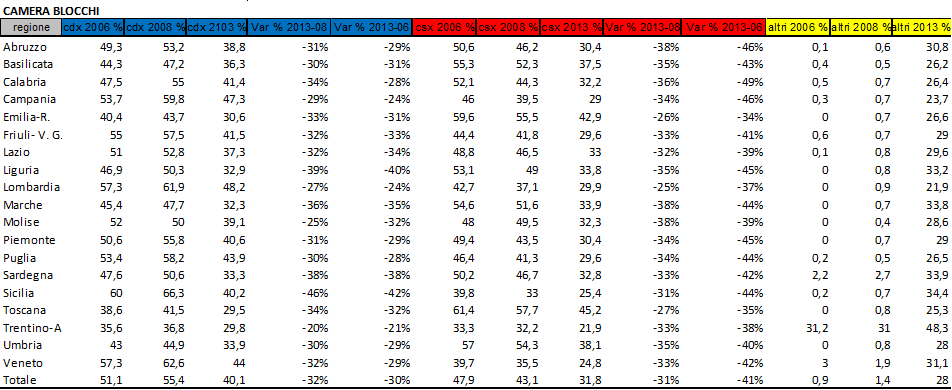 CAMERA BLOCCHI
regione cdx 2006 % cdx 2008 % cdx 2103 % Var % 2013-08 Var % 2013-06 csx 2006 % csx 2008 % csx 2013 % Var % 2013-08 Var % 2013-06 altri 2006 % altri 2008 % altri 2013 %
Abruzzo 49,3 53,2 38,8 -31% -29% 50,6 46,2 30,4 -38% -46% 0,1 0,6 30,8
Basilicata 44,3 47,2 36,3 -30% -31% 55,3 52,3 37,5 -35% -43% 0,4 0,5 26,2
Calabria 47,5 55 41,4 -34% -28% 52,1 44,3 32,2 -36% -49% 0,5 0,7 26,4
Campania 53,7 59,8 47,3 -29% -24% 46 39,5 29 -34% -46% 0,3 0,7 23,7
Emilia-R. 40,4 43,7 30,6 -33% -31% 59,6 55,5 42,9 -26% -34% 0 0,7 26,6
Friuli- V. G. 55 57,5 41,5 -32% -33% 44,4 41,8 29,6 -33% -41% 0,6 0,7 29
Lazio 51 52,8 37,3 -32% -34% 48,8 46,5 33 -32% -39% 0,1 0,8 29,6
Liguria 46,9 50,3 32,9 -39% -40% 53,1 49 33,8 -35% -45% 0 0,8 33,2
Lombardia 57,3 61,9 48,2 -27% -24% 42,7 37,1 29,9 -25% -37% 0 0,9 21,9
Marche 45,4 47,7 32,3 -36% -35% 54,6 51,6 33,9 -38% -44% 0 0,8 33,8
Molise 52 50 39,1 -25% -32% 48 49,5 32,3 -38% -39% 0 0,4 28,6
Piemonte 50,6 55,8 40,6 -31% -29% 49,4 43,5 30,4 -34% -45% 0 0,7 29
Puglia 53,4 58,2 43,9 -30% -28% 46,4 41,3 29,6 -34% -44% 0,2 0,5 26,5
Sardegna 47,6 50,6 33,3 -38% -38% 50,2 46,7 32,8 -33% -42% 2,2 2,7 33,9
Sicilia 60 66,3 40,2 -46% -42% 39,8 33 25,4 -31% -44% 0,2 0,7 34,4
Toscana 38,6 41,5 29,5 -34% -32% 61,4 57,7 45,2 -27% -35% 0 0,8 25,3
Trentino-A 35,6 36,8 29,8 -20% -21% 33,3 32,2 21,9 -33% -38% 31,2 31 48,3
Umbria 43 44,9 33,9 -30% -29% 57 54,3 38,1 -35% -40% 0 0,8 28
Veneto 57,3 62,6 44 -32% -29% 39,7 35,5 24,8 -33% -42% 3 1,9 31,1
Totale 51,1 55,4 40,1 -32% -30% 47,9 43,1 31,8 -31% -41% 0,9 1,4 28